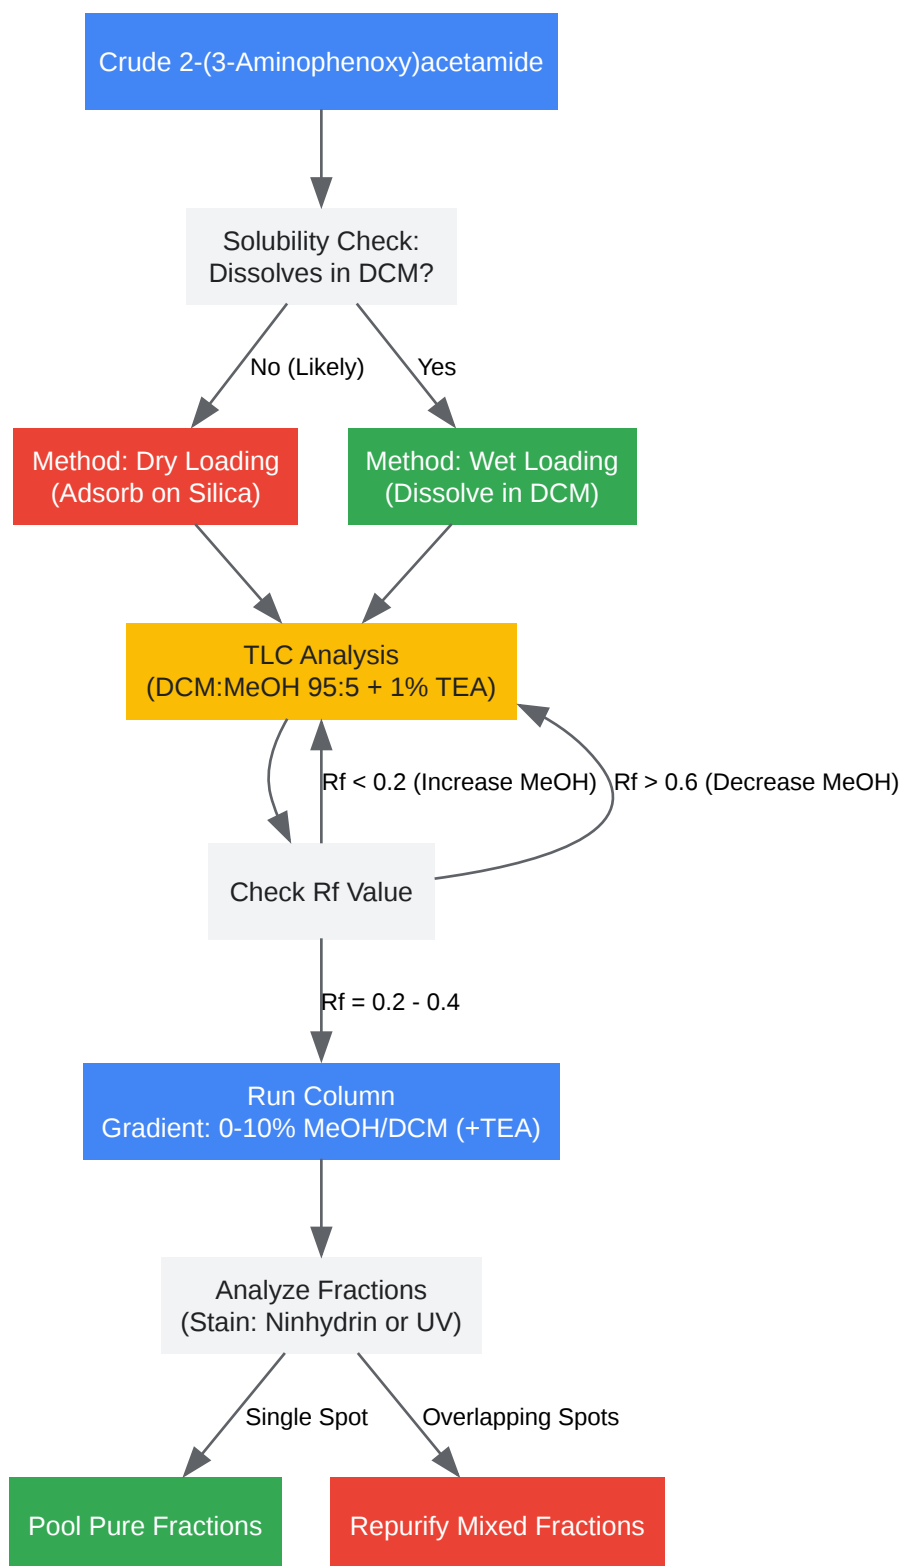 Crude 2-(3-Aminophenoxy)acetamide
Solubility Check:
Dissolves in DCM?
No (Likely)
Yes
Method: Dry Loading
(Adsorb on Silica)
Method: Wet Loading
(Dissolve in DCM)
TLC Analysis
(DCM:MeOH 95:5 + 1% TEA)
Rf < 0.2 (Increase MeOH)
Rf > 0.6 (Decrease MeOH)
Check Rf Value
Rf = 0.2 - 0.4
Run Column
Gradient: 0-10% MeOH/DCM (+TEA)
Analyze Fractions
(Stain: Ninhydrin or UV)
Single Spot
Overlapping Spots
Pool Pure Fractions
Repurify Mixed Fractions